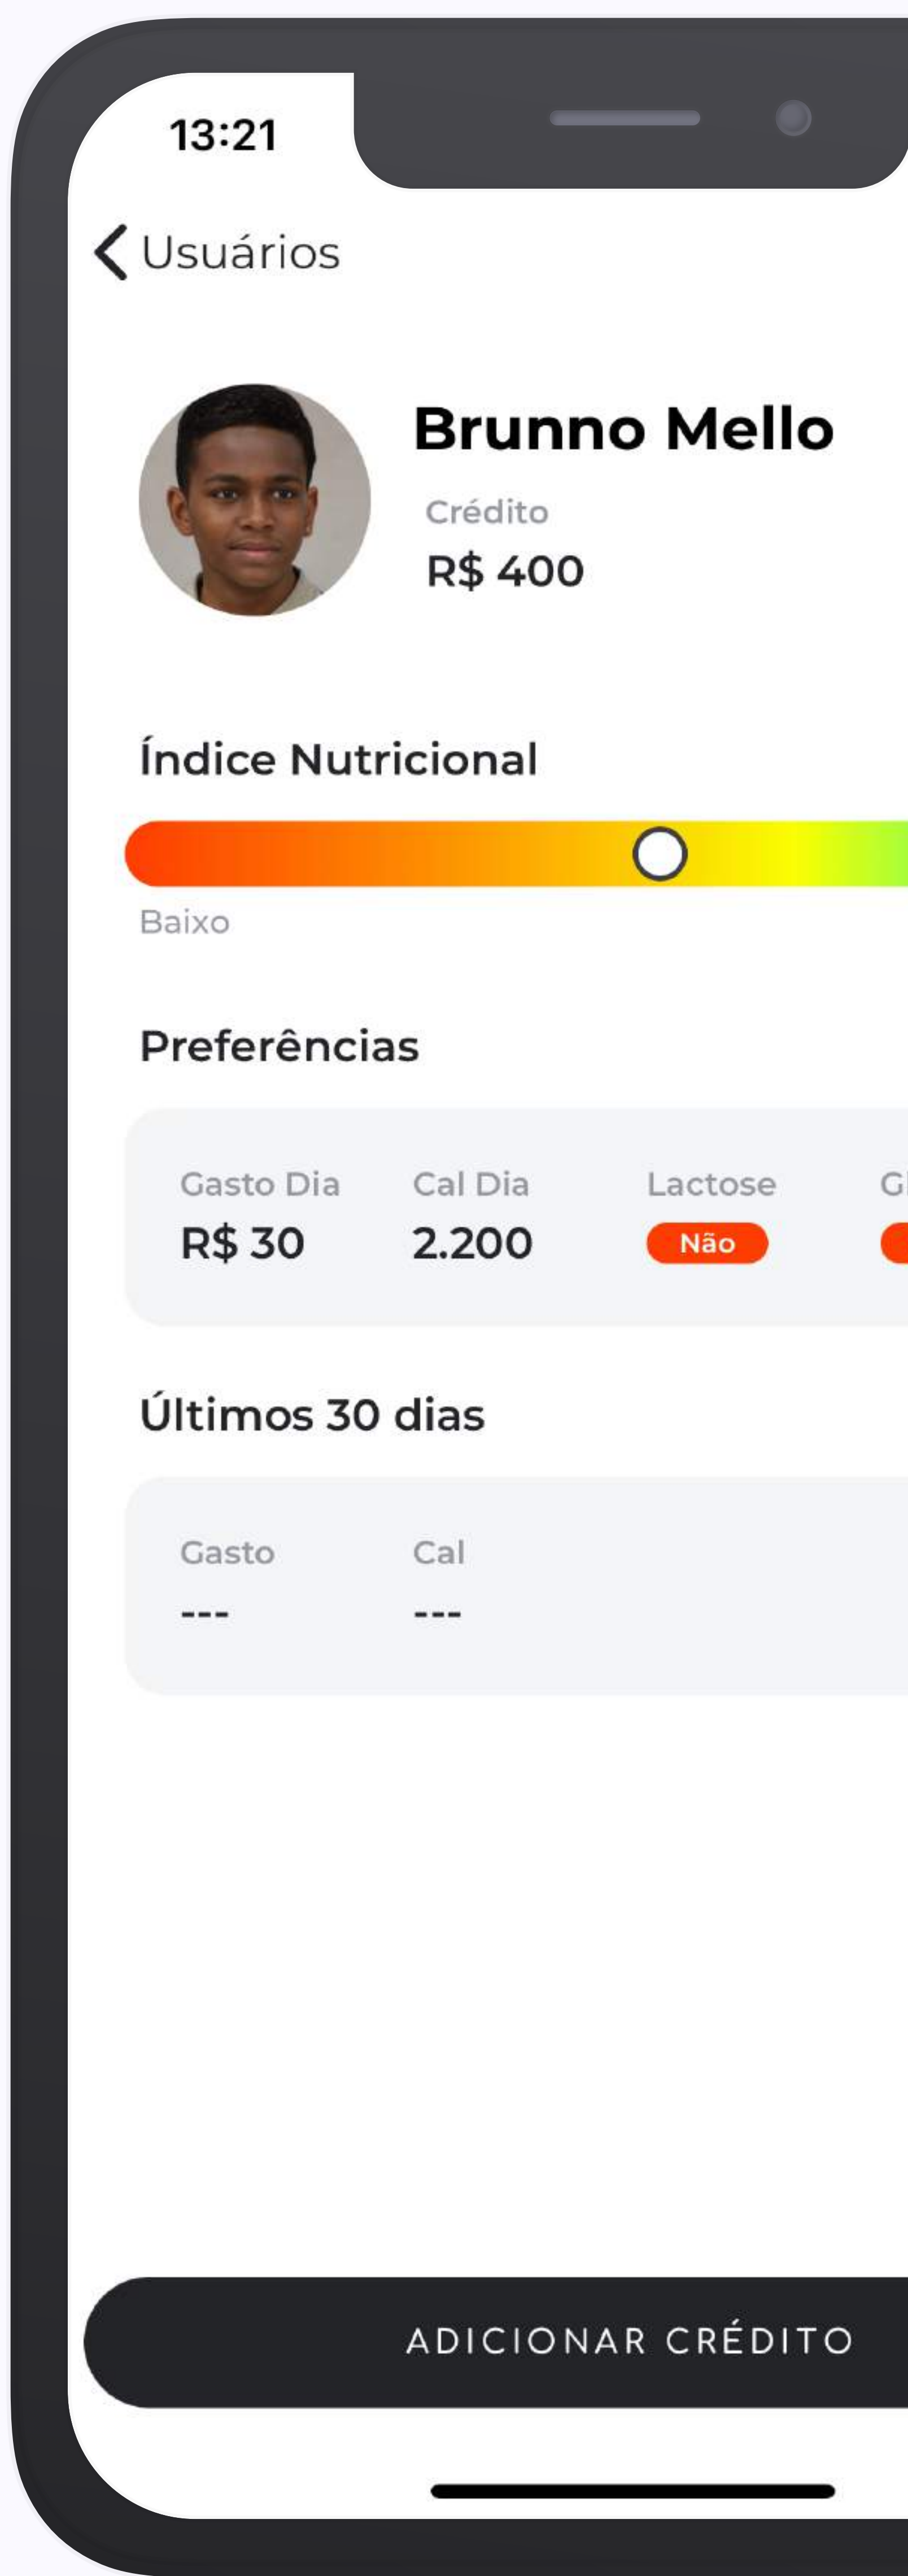 13:21
Usuários
Brunno Mello
Crédito
R$ 400
Índice Nutricional
Baixo
Preferências
Gasto Dia Cal Dia Lactose
R$ 30 2.200 Não
Últimos 30 dias
Gasto Cal
--- ---
ADICIONAR CRÉDITO